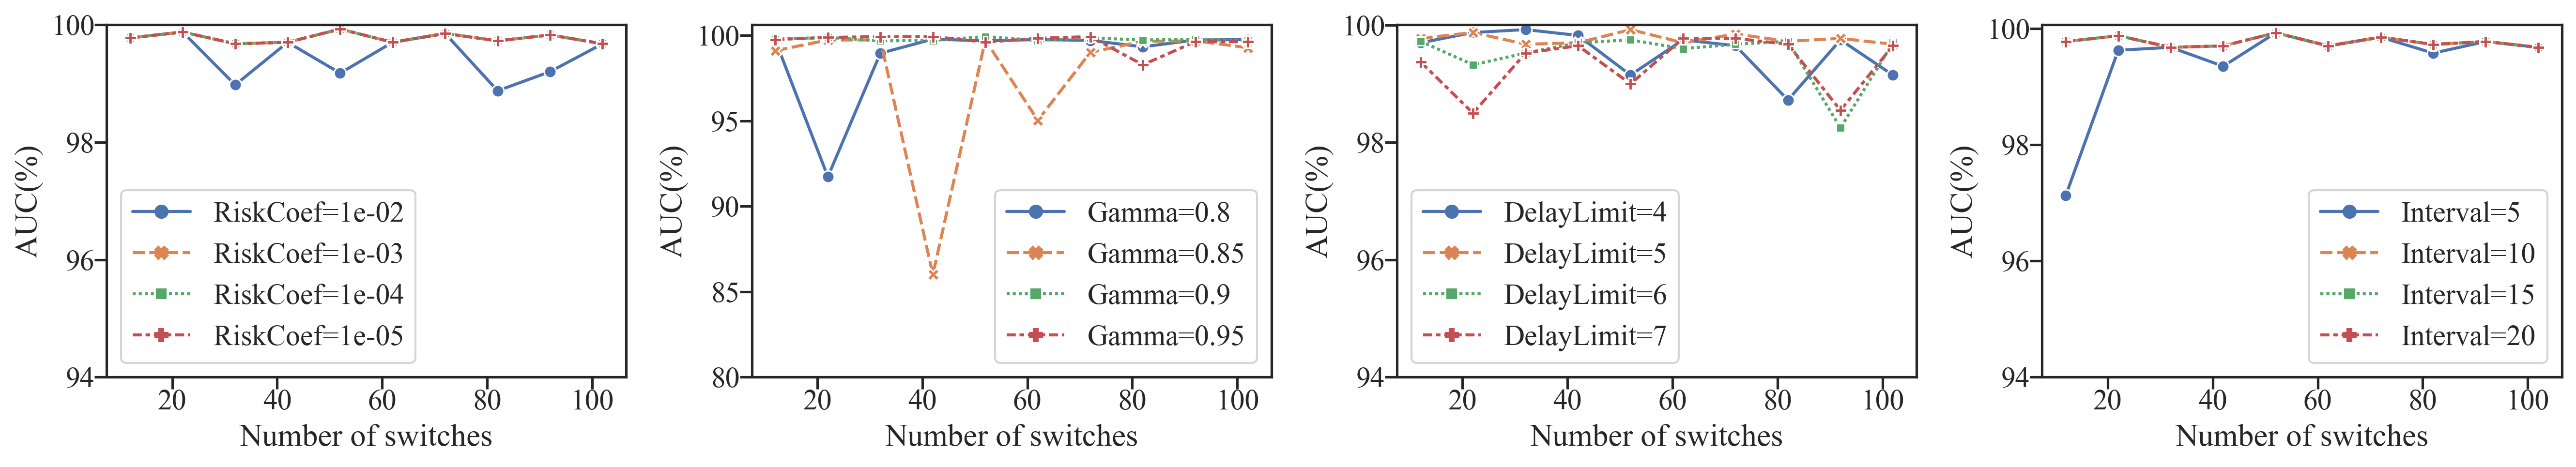 100
98
96
94
AUC(%)
RiskCoef=1e-02
RiskCoef=1e-03
RiskCoef=1e-04
RiskCoef=1e-05
20 40 60 80 100
Number of switches
100
95
90
85
80
AUC(%)
Gamma=0.8
Gamma=0.85
Gamma=0.9
Gamma=0.95
20 40 60 80 100
Number of switches
100
98
96
94
AUC(%)
DelayLimit=4
DelayLimit=5
DelayLimit=6
DelayLimit=7
20 40 60 80 100
Number of switches
100
98
96
94
AUC(%)
Interval=5
Interval=10
Interval=15
Interval=20
20 40 60 80 100
Number of switches